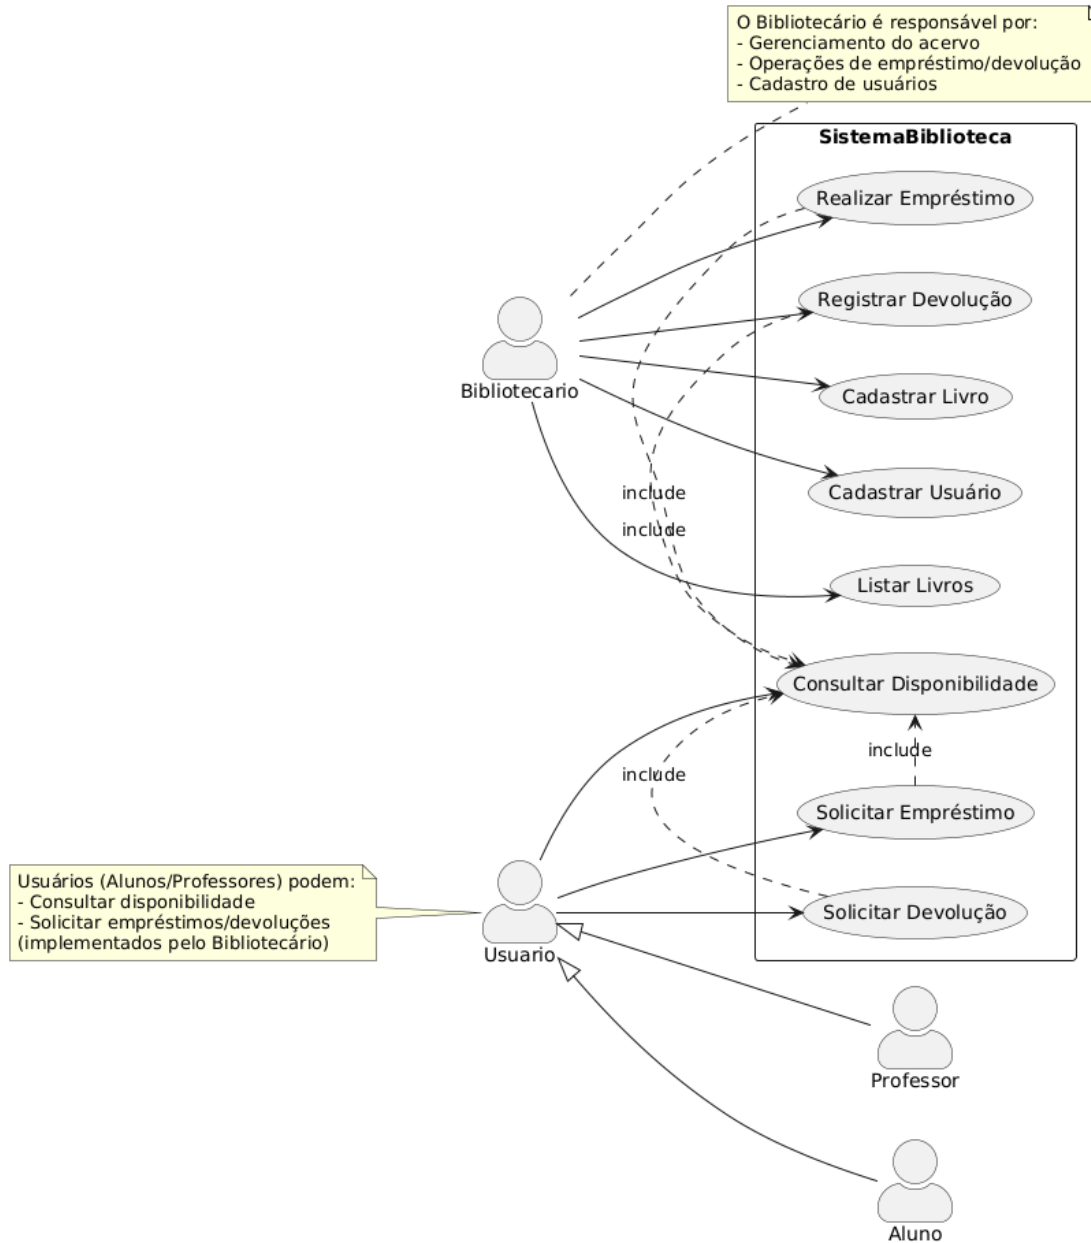 O Bibliotecário é responsável por:
- Gerenciamento do acervo
- Operações de empréstimo/devolução
- Cadastro de usuários
SistemaBiblioteca
Realizar Empréstimo
Registrar Devolução
Bibliotecario
Cadastrar Livro
Cadastrar Usuário
include
include
Listar Livros
Consultar Disponibilidade
include
include
Solicitar Empréstimo
Usuários (Alunos/Professores) podem:
- Consultar disponibilidade
- Solicitar empréstimos/devoluções
(implementados pelo Bibliotecário)
Solicitar Devolução
Usuario
Professor
Aluno